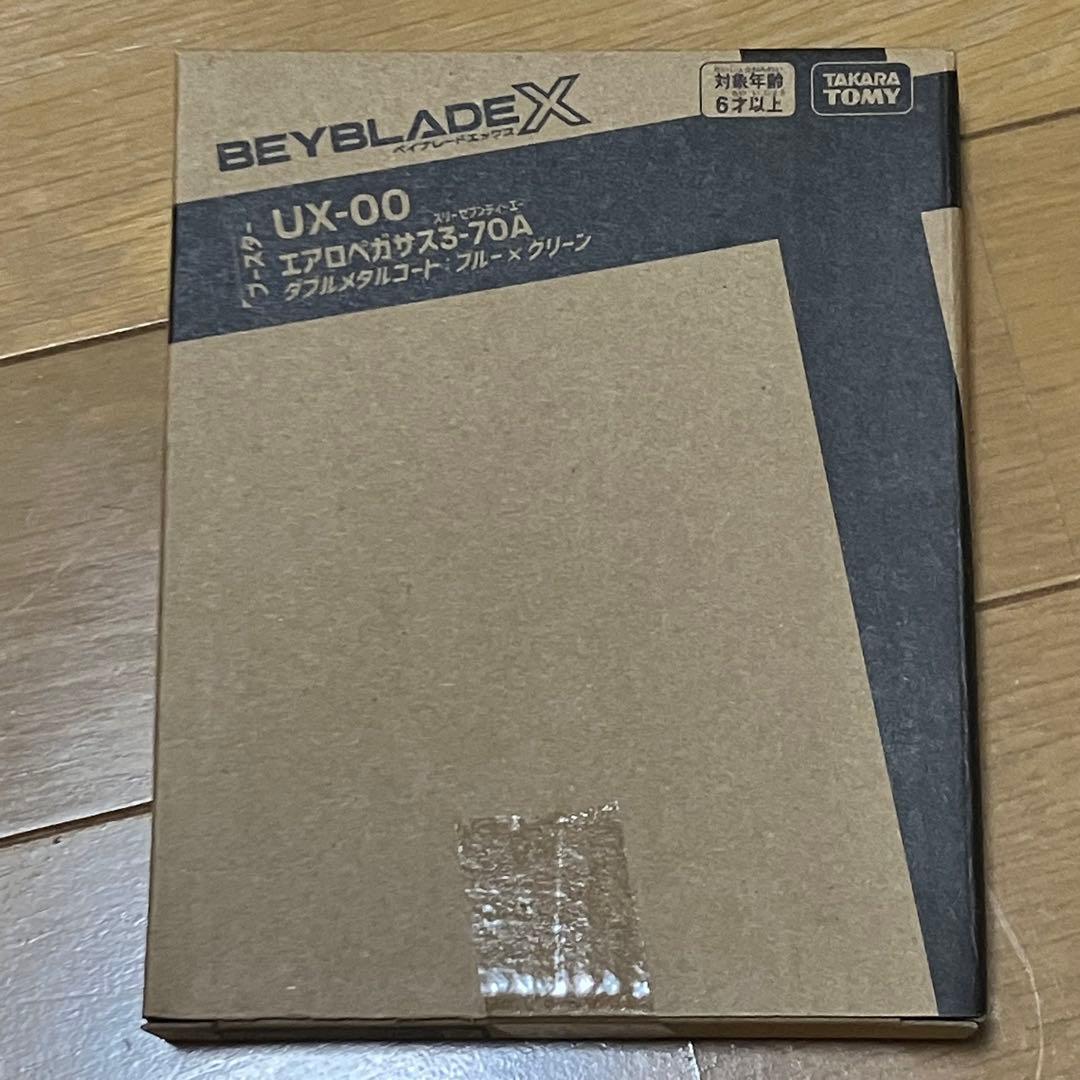 BEYBLADE X
ベイブレードエックス
対象年齢
6才以上
TAKARA
TOMY
ブースター
UX-00
スリーセブンティーエー
エアロペガサス3-70A
ダブルメタルコート:ブルー×グリーン